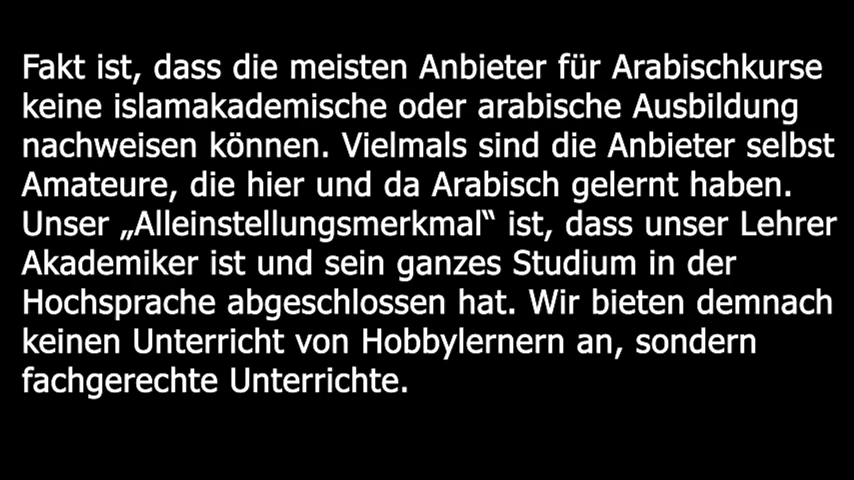 Fakt ist, dass die meisten Anbieter für Arabischkurse
keine islamakademische oder arabische Ausbildung
nachweisen können. Vielmals sind die Anbieter selbst
Amateure, die hier und da Arabisch gelernt haben.
Unser „Alleinstellungsmerkmal“ ist, dass unser Lehrer
Akademiker ist und sein ganzes Studium in der
Hochsprache abgeschlossen hat. Wir bieten demnach
keinen Unterricht von Hobbylernern an, sondern
fachgerechte Unterrichte.